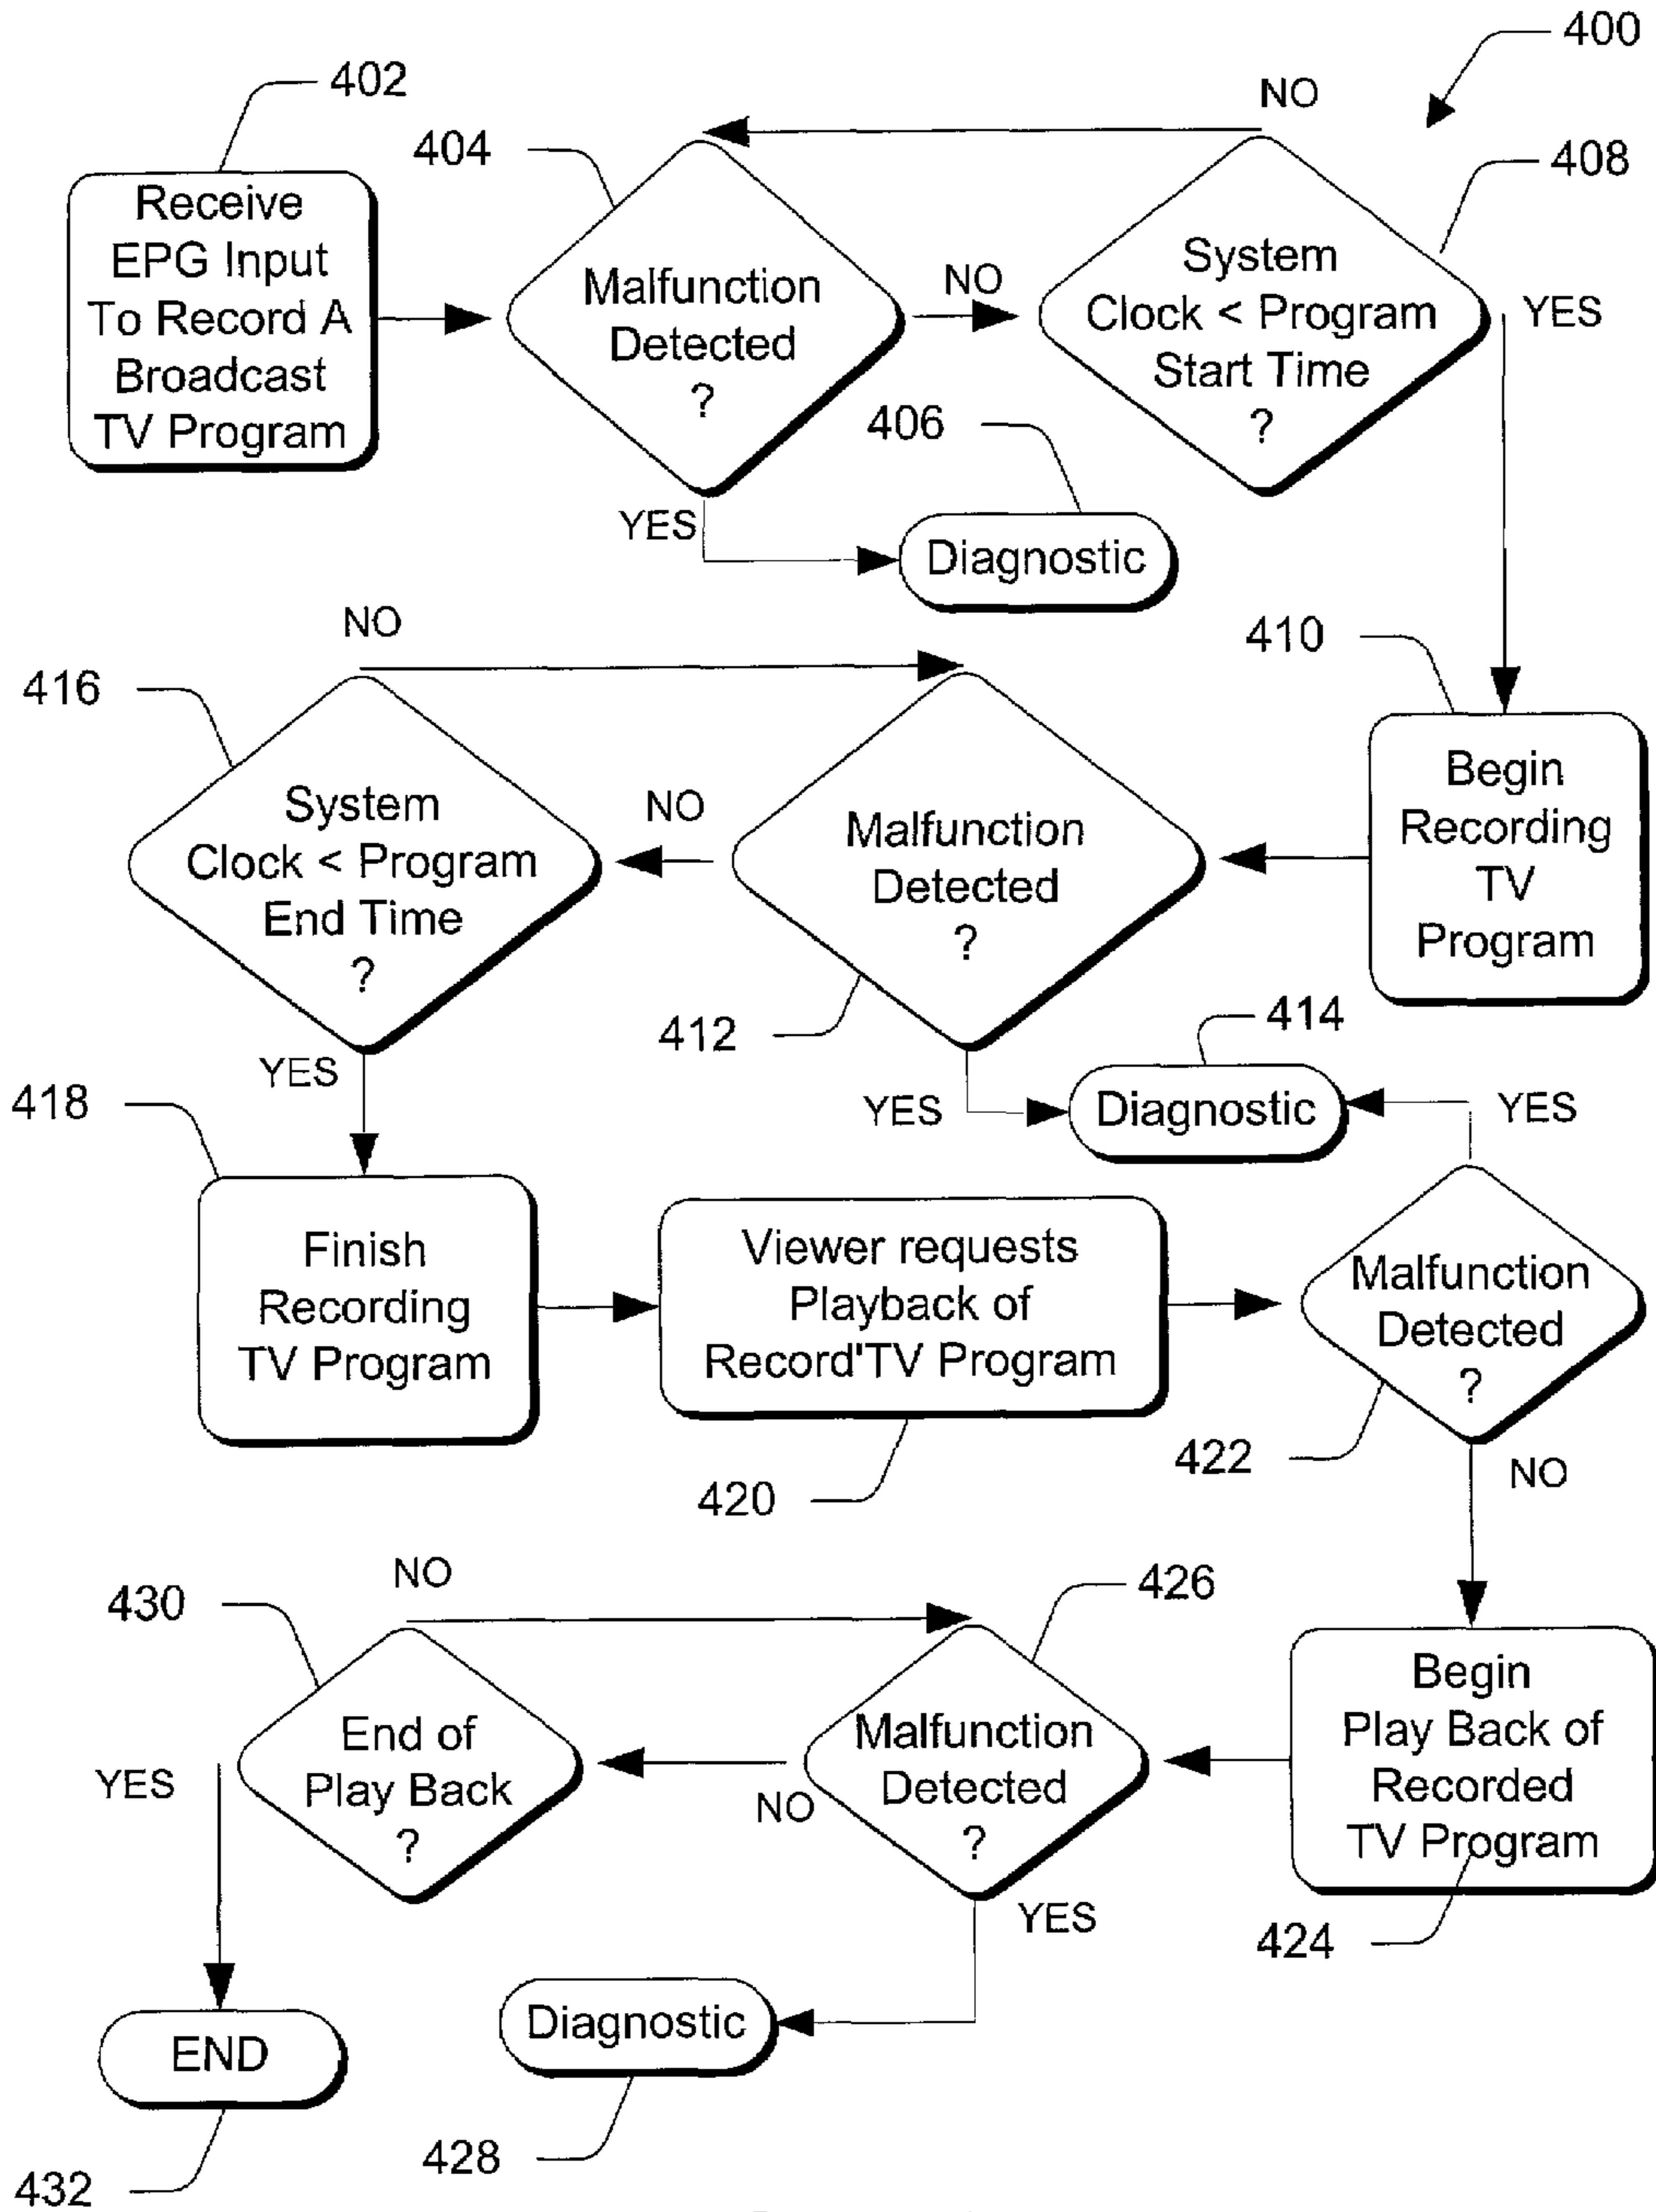 400
402
NO
404
408
Receive
EPG Input
To Record A
Broadcast
TV Program
Malfunction
Detected
?
NO
System
Clock < Program
Start Time
?
YES
406
YES
Diagnostic
NO
410
416
System
Clock < Program
End Time
?
NO
Malfunction
Detected
?
Begin
Recording
TV
Program
412
414
YES
418
YES
Diagnostic
YES
Finish
Recording
TV Program
Viewer requests
Playback of
Record'TV Program
Malfunction
Detected
?
420
422
NO
NO
430
426
End of
Play Back
?
YES
NO
Malfunction
Detected
?
Begin
Play Back of
Recorded
TV Program
YES
424
Diagnostic
END
428
432